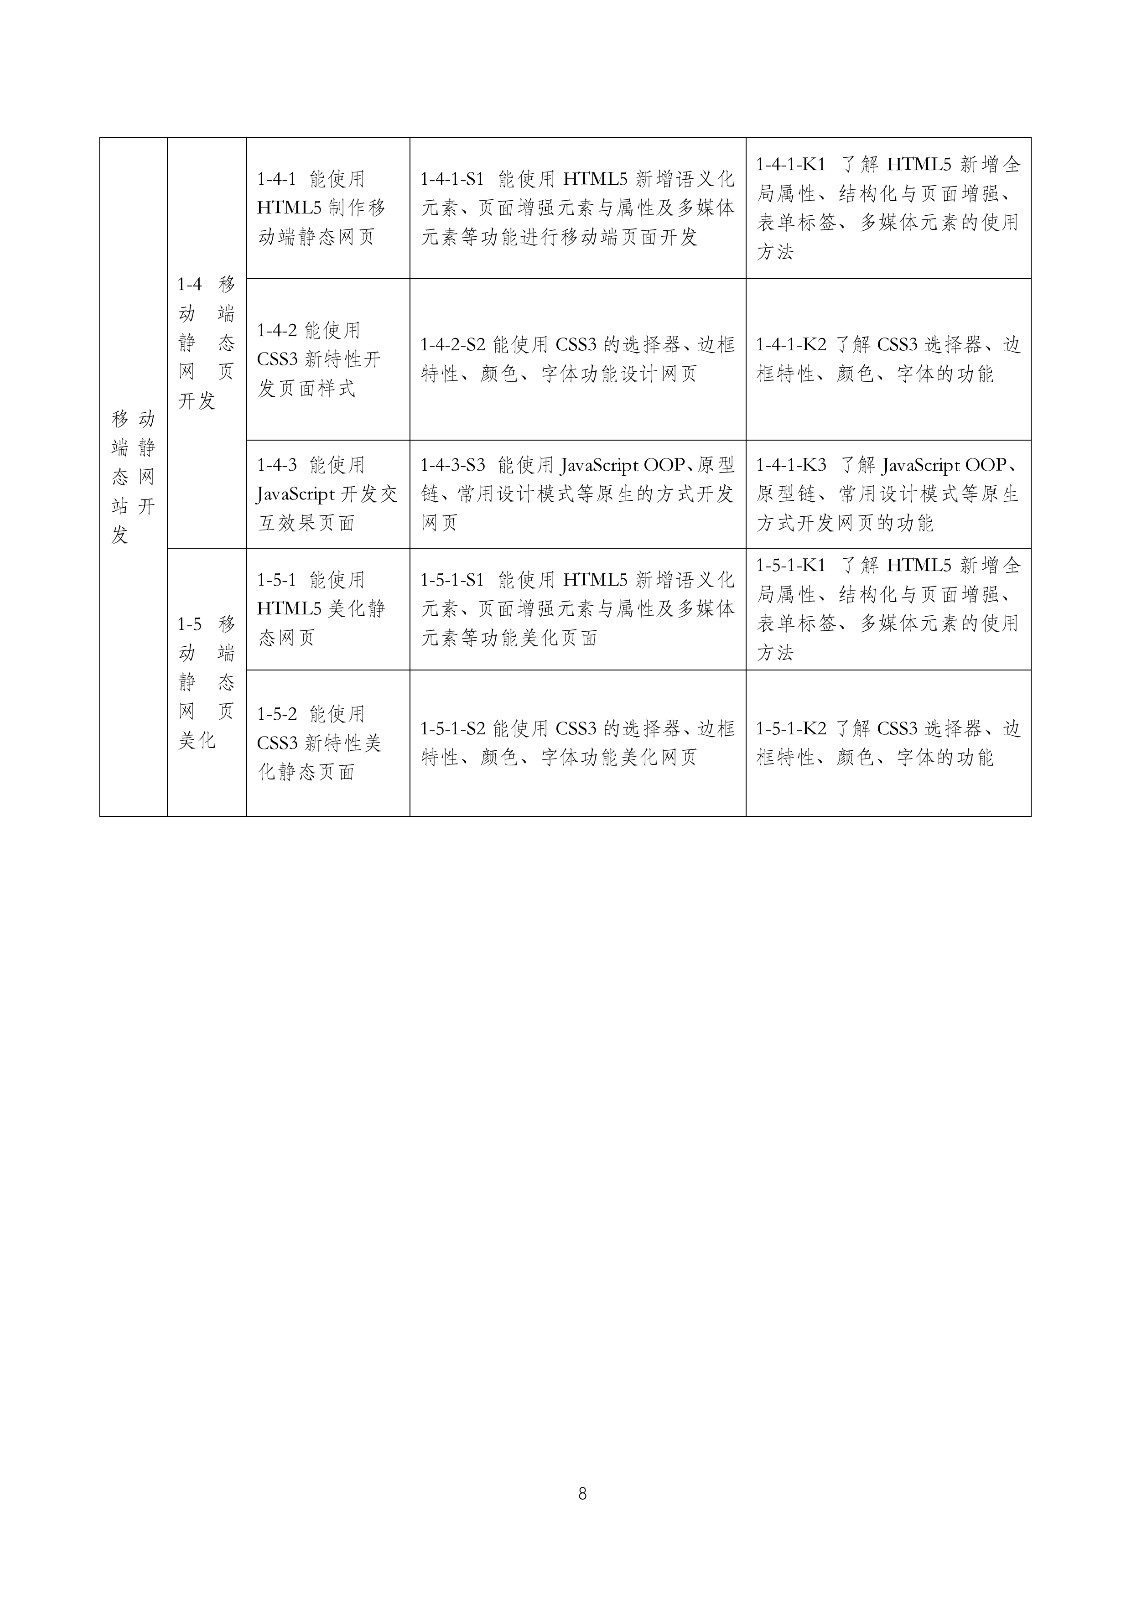 移动
端静
态网
站开
发
1-4 移
动端
静态
网页
开发
1-4-1 能使用
HTML5 制作移
动端静态网页
1-4-1-S1 能使用 HTML5 新增语义化
元素、页面增强元素与属性及多媒体
元素等功能进行移动端页面开发
1-4-1-K1 了解 HTML5 新增全
局属性、结构化与页面增强、
表单标签、多媒体元素的使用
方法
1-4-2 能使用
CSS3 新特性开
发页面样式
1-4-2-S2 能使用 CSS3 的选择器、边框
特性、颜色、字体功能设计网页
1-4-1-K2 了解 CSS3 选择器、边
框特性、颜色、字体的功能
1-4-3 能使用
JavaScript 开发交
互效果页面
1-4-3-S3 能使用 JavaScript OOP、原型
链、常用设计模式等原生的方式开发
网页
1-4-1-K3 了解 JavaScript OOP、
原型链、常用设计模式等原生
方式开发网页的功能
1-5 移
动端
静态
网页
美化
1-5-1 能使用
HTML5 美化静
态网页
1-5-1-S1 能使用 HTML5 新增语义化
元素、页面增强元素与属性及多媒体
元素等功能美化页面
1-5-1-K1 了解 HTML5 新增全
局属性、结构化与页面增强、
表单标签、多媒体元素的使用
方法
1-5-2 能使用
CSS3 新特性美
化静态页面
1-5-1-S2 能使用 CSS3 的选择器、边框
特性、颜色、字体功能美化网页
1-5-1-K2 了解 CSS3 选择器、边
框特性、颜色、字体的功能
8